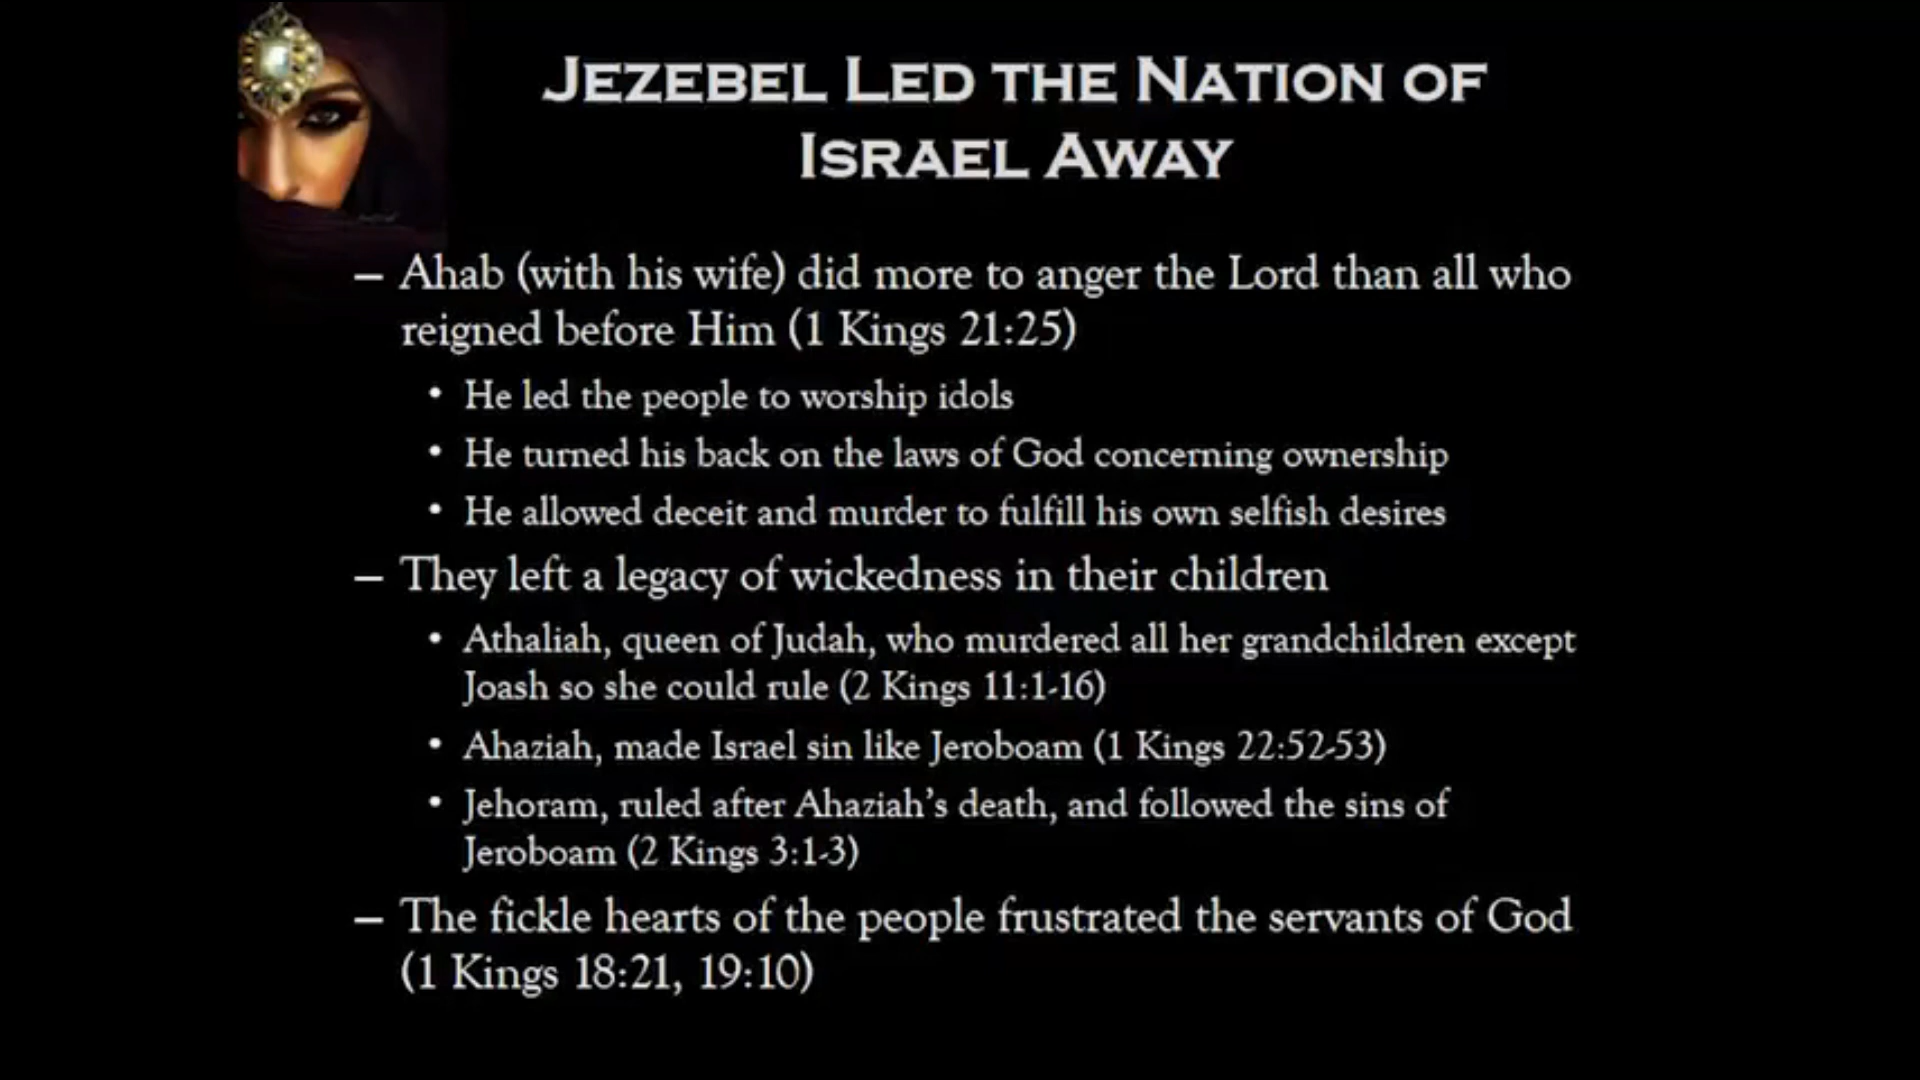 Jezebel Led the Nation of
Israel Away
– Ahab (with his wife) did more to anger the Lord than all who
reigned before Him (1 Kings 21:25)
• He led the people to worship idols
• He turned his back on the laws of God concerning ownership
• He allowed deceit and murder to fulfill his own selfish desires
– They left a legacy of wickedness in their children
• Athaliah, queen of Judah, who murdered all her grandchildren except
Joash so she could rule (2 Kings 11:1-16)
• Ahaziah, made Israel sin like Jeroboam (1 Kings 22:52-53)
• Jehoram, ruled after Ahaziah’s death, and followed the sins of
Jeroboam (2 Kings 3:1-3)
– The fickle hearts of the people frustrated the servants of God
(1 Kings 18:21, 19:10)